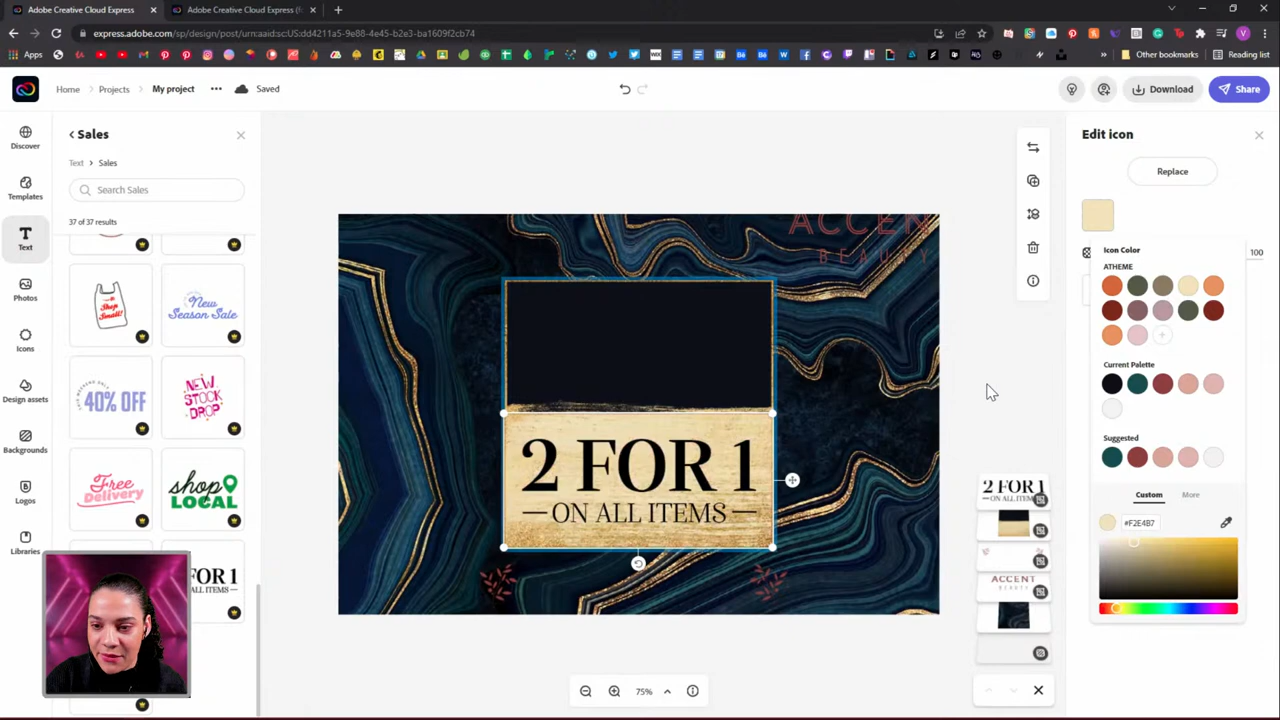 Adobe Creative Cloud Express
Adobe Creative Cloud Express (f
express.adobe.com/sp/design/post/urn:aaid:scUS:dd4211a5-9e88-4e45-b2e3-ba1609f2cb74
Apps
Other bookmarks
Reading list
Home
Projects
My project
Saved
Download
Share
Discover
Templates
Text
Photos
Icons
Design assets
Backgrounds
Logos
Libraries
Sales
Text > Sales
Search Sales
37 of 37 results
Shop
Small!
New
Season Sale
40% OFF
NEW
STOCK
DROP
Free
Delivery
shop
LOCAL
FOR 1
ALL ITEMS
ACCENT
BEAUTY
2 FOR 1
ON ALL ITEMS
75%
2 FOR 1
ON ALL ITEMS
ACCENT
BEAUTY
Edit icon
Replace
100
Icon Color
ATHEME
Current Palette
Suggested
Custom
More
#F2E4B7